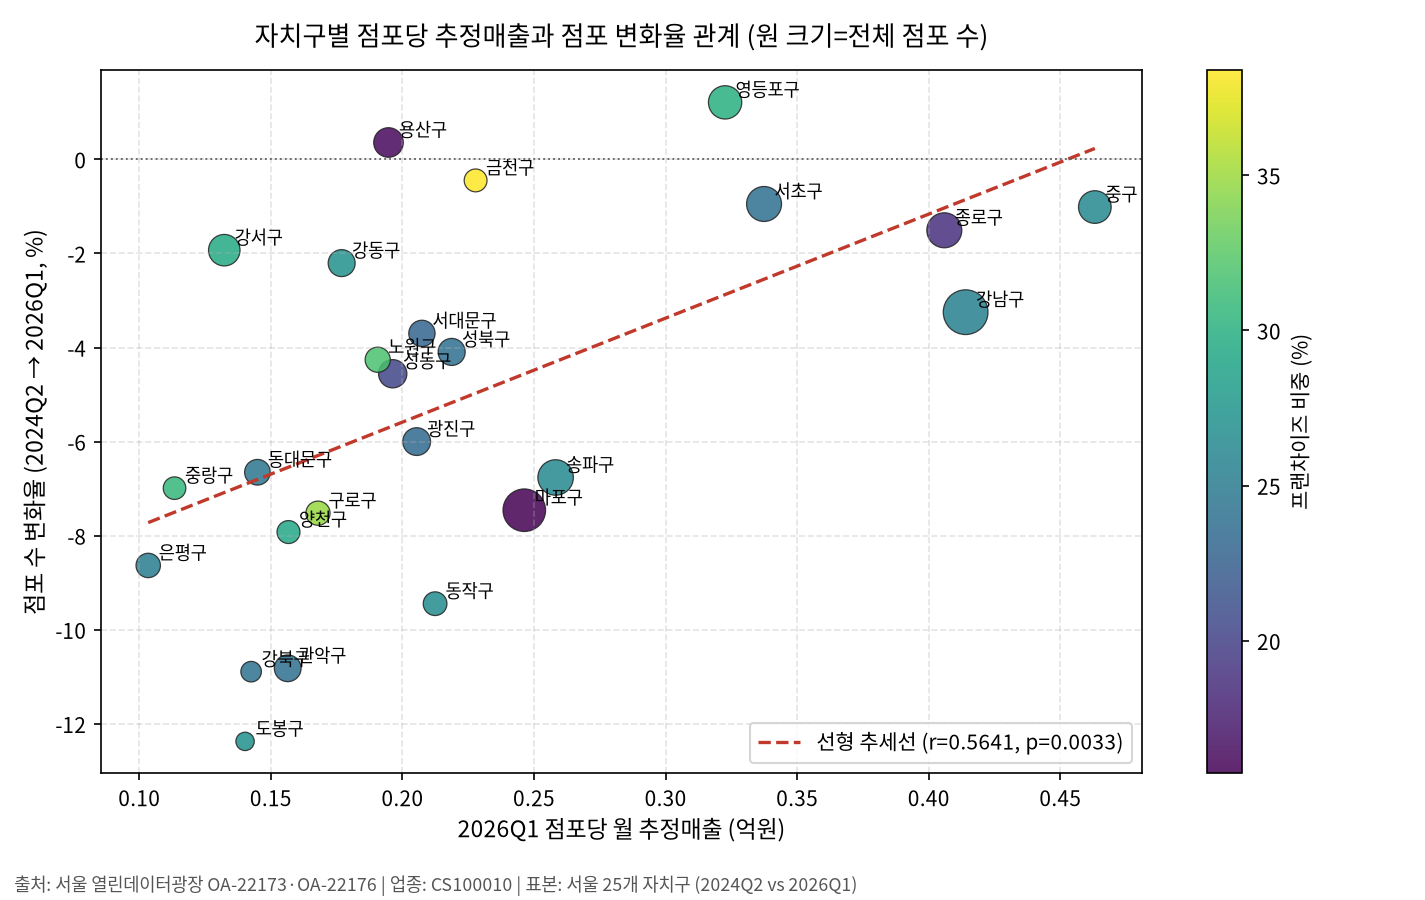 자치구별 점포당 추정매출과 점포 변화율 관계 (원 크기=전체 점포 수)
점포 수 변화율 (2024Q2 → 2026Q1, %)
0
-2
-4
-6
-8
-10
-12
영등포구
용산구
금천구
서초구
중구
종로구
강서구
강동구
강남구
서대문구
성북구
노원구
성동구
광진구
동대문구
송파구
중랑구
마포구
구로구
양천구
은평구
동작구
강북구
관악구
도봉구
선형 추세선 (r=0.5641, p=0.0033)
0.10 0.15 0.20 0.25 0.30 0.35 0.40 0.45
2026Q1 점포당 월 추정매출 (억원)
35
30
25
20
프랜차이즈 비중 (%)
출처: 서울 열린데이터광장 OA-22173·OA-22176 | 업종: CS100010 | 표본: 서울 25개 자치구 (2024Q2 vs 2026Q1)